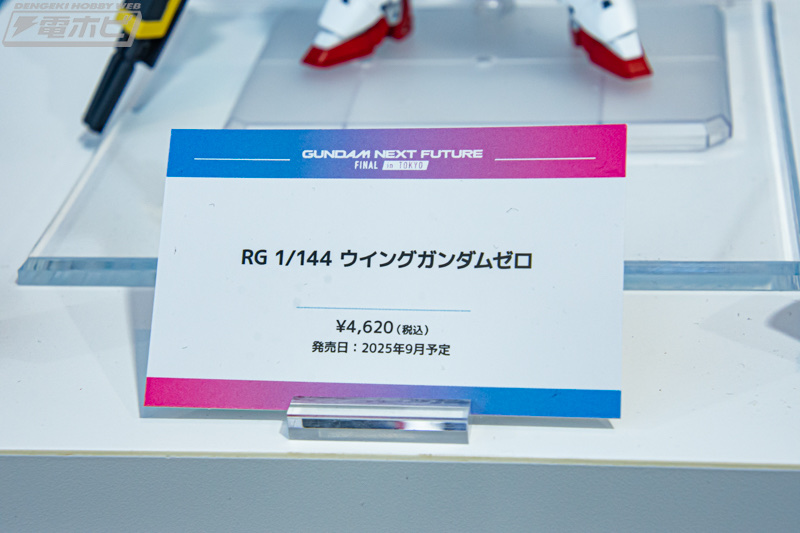 DENGEKI HOBBY WEB
電ホビ
GUNDAM NEXT FUTURE
FINAL in TOKYO
RG 1/144 ウイングガンダムゼロ
¥4,620(税込)
発売日：2025年9月予定